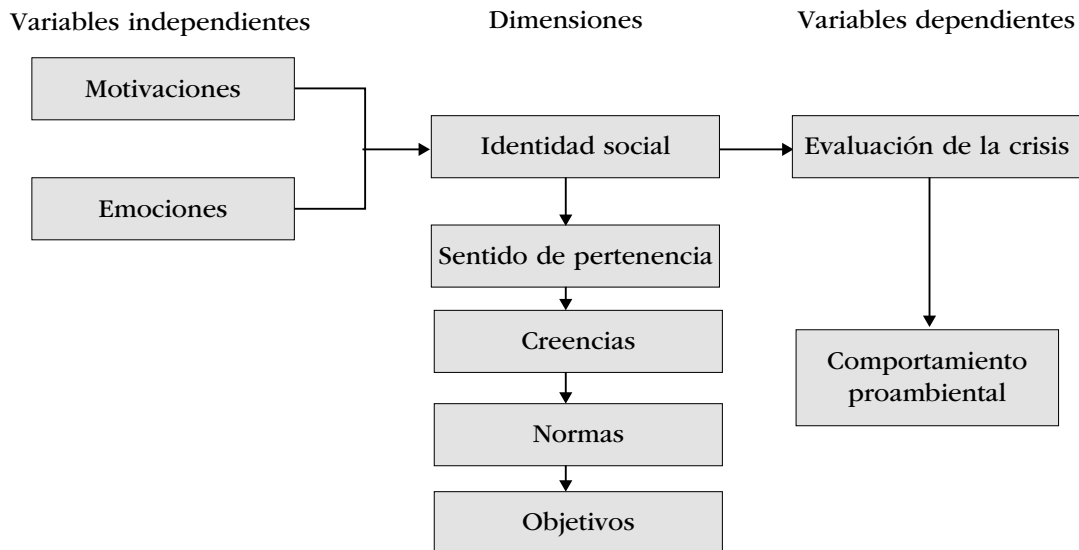 Variables independientes
Dimensiones
Variables dependientes
Motivaciones
Emociones
Identidad social
Sentido de pertenencia
Creencias
Normas
Objetivos
Evaluación de la crisis
Comportamiento
proambiental